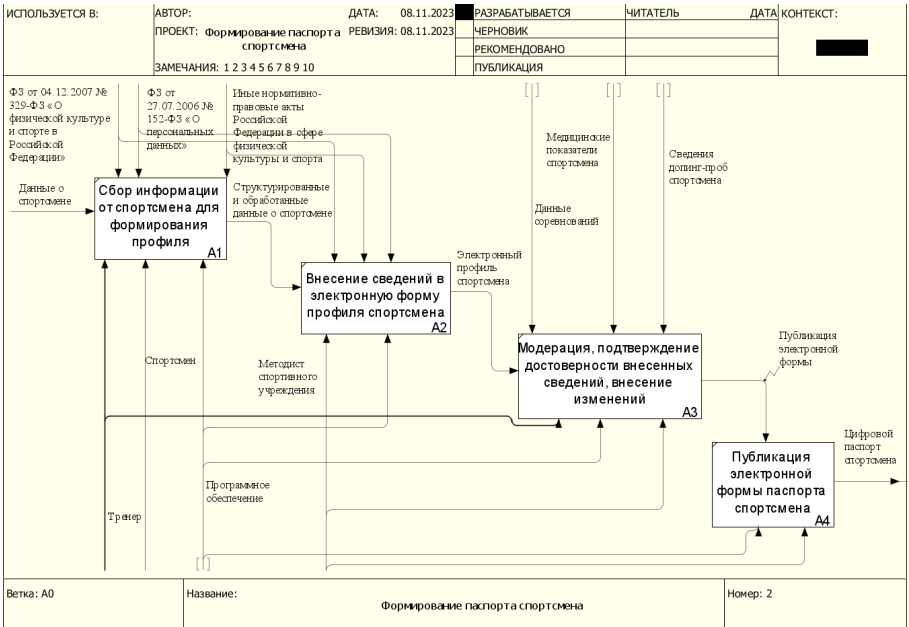 ИСПОЛЬЗУЕТСЯ В:
АВТОР:
ДАТА: 08.11.2023
РАЗРАБАТЫВАЕТСЯ
ЧИТАТЕЛЬ
ДАТА
КОНТЕКСТ:
ПРОЕКТ: Формирование паспорта
спортсмена
РЕВИЗИЯ: 08.11.2023
ЧЕРНОВИК
РЕКОМЕНДОВАНО
ЗАМЕЧАНИЯ: 1 2 3 4 5 6 7 8 9 10
ПУБЛИКАЦИЯ
ФЗ от 04.12.2007 №
329-ФЗ «О
физической культуре
и спорте в
Российской
Федерации»
ФЗ от
27.07.2006 №
152-ФЗ «О
персональных
данных»
Иные нормативно-
правовые акты
Российской
Федерации в сфере
физической
культуры и спорта
Медицинские
показатели
спортсмена
Сведения
допинг-проб
спортсмена
Данные о
спортсмене
Сбор информации
от спортсмена для
формирования
профиля
A1
Структурированные
и обработанные
данные о спортсмене
Данные
соревнований
Внесение сведений в
электронную форму
профиля спортсмена
A2
Электронный
профиль
спортсмена
Модерация, подтверждение
достоверности внесенных
сведений, внесение
изменений
A3
Публикация
электронной
формы
Спортсмен
Методист
спортивного
учреждения
Публикация
электронной
формы паспорта
спортсмена
A4
Цифровой
паспорт
спортсмена
Программное
обеспечение
Тренер
Ветка: A0
Название:
Формирование паспорта спортсмена
Номер: 2